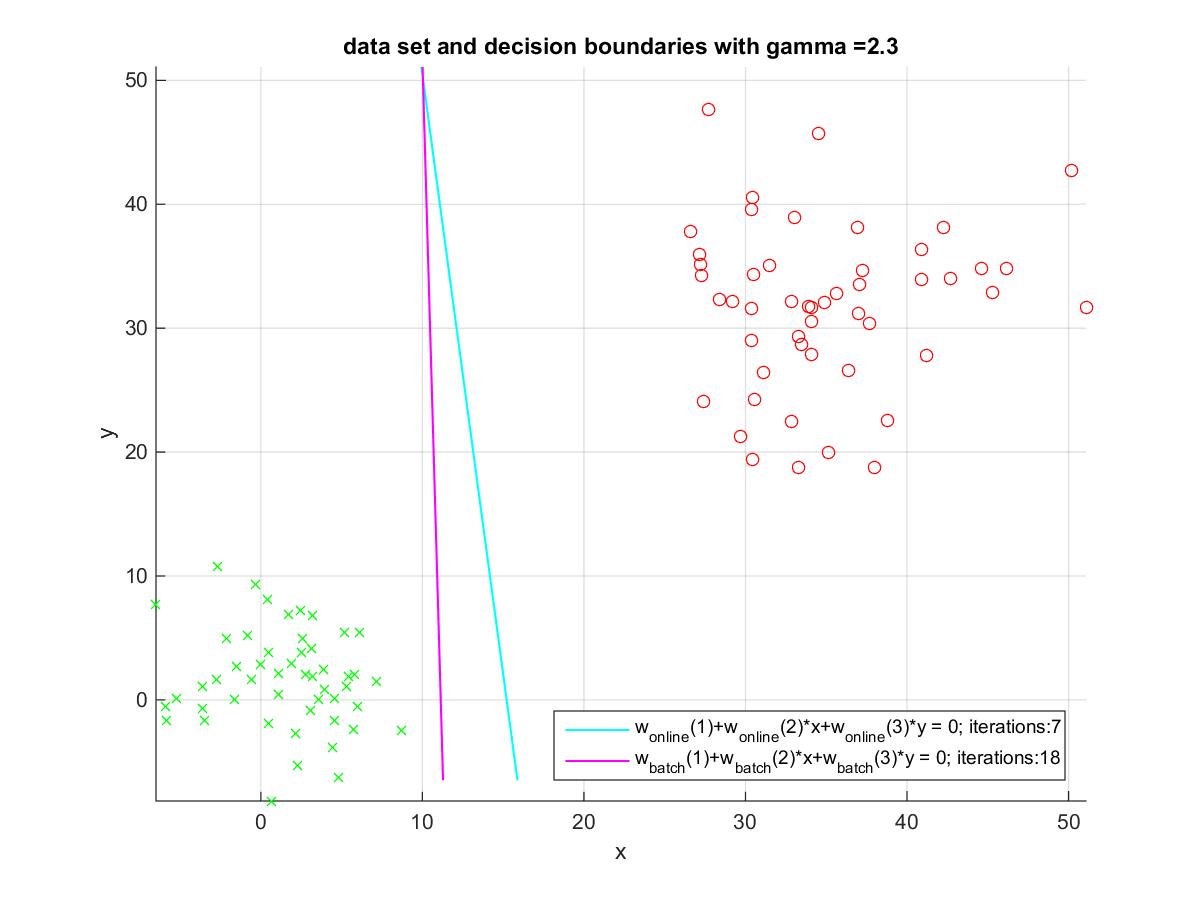 data set and decision boundaries with gamma =2.3
50
40
30
20
10
0
y
w_online(1)+w_online(2)*x+w_online(3)*y = 0; iterations:7
w_batch(1)+w_batch(2)*x+w_batch(3)*y = 0; iterations:18
0 10 20 30 40 50
x